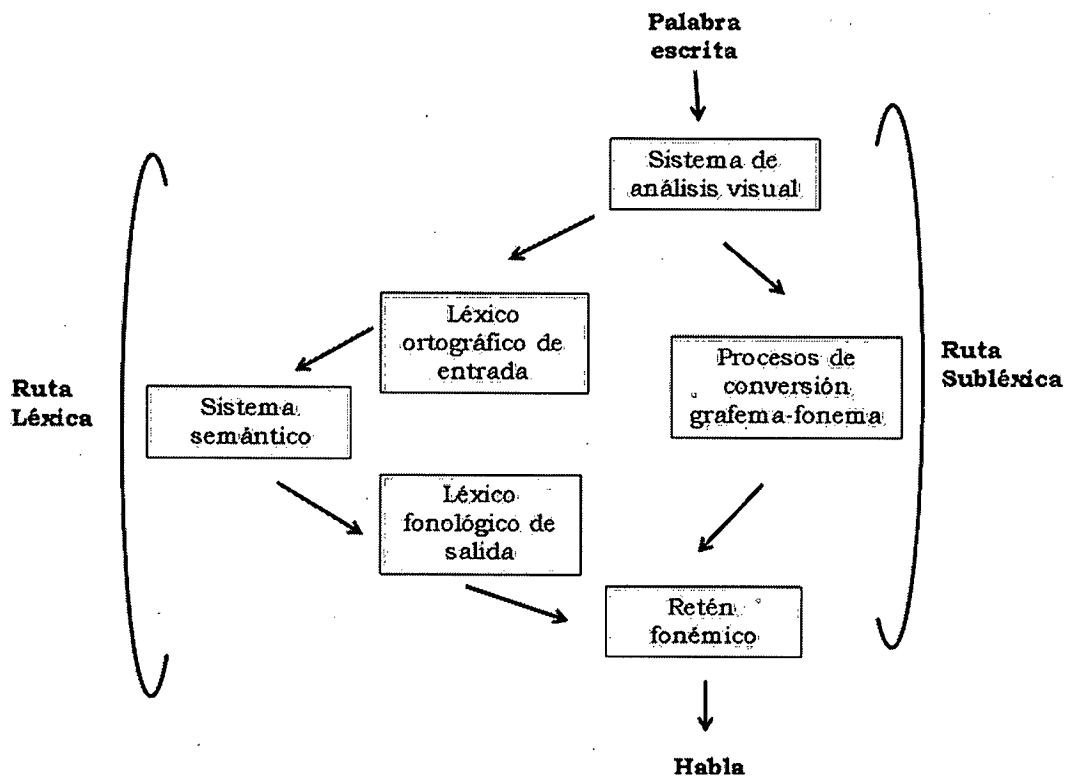 Palabra
escrita
Sistema de
análisis visual
Léxico
ortográfico de
entrada
Procesos de
conversión
grafema-fonema
Ruta
Subléxica
Ruta
Léxica
Sistema
semántico
Léxico
fonológico de
salida
Retén
fonémico
Habla